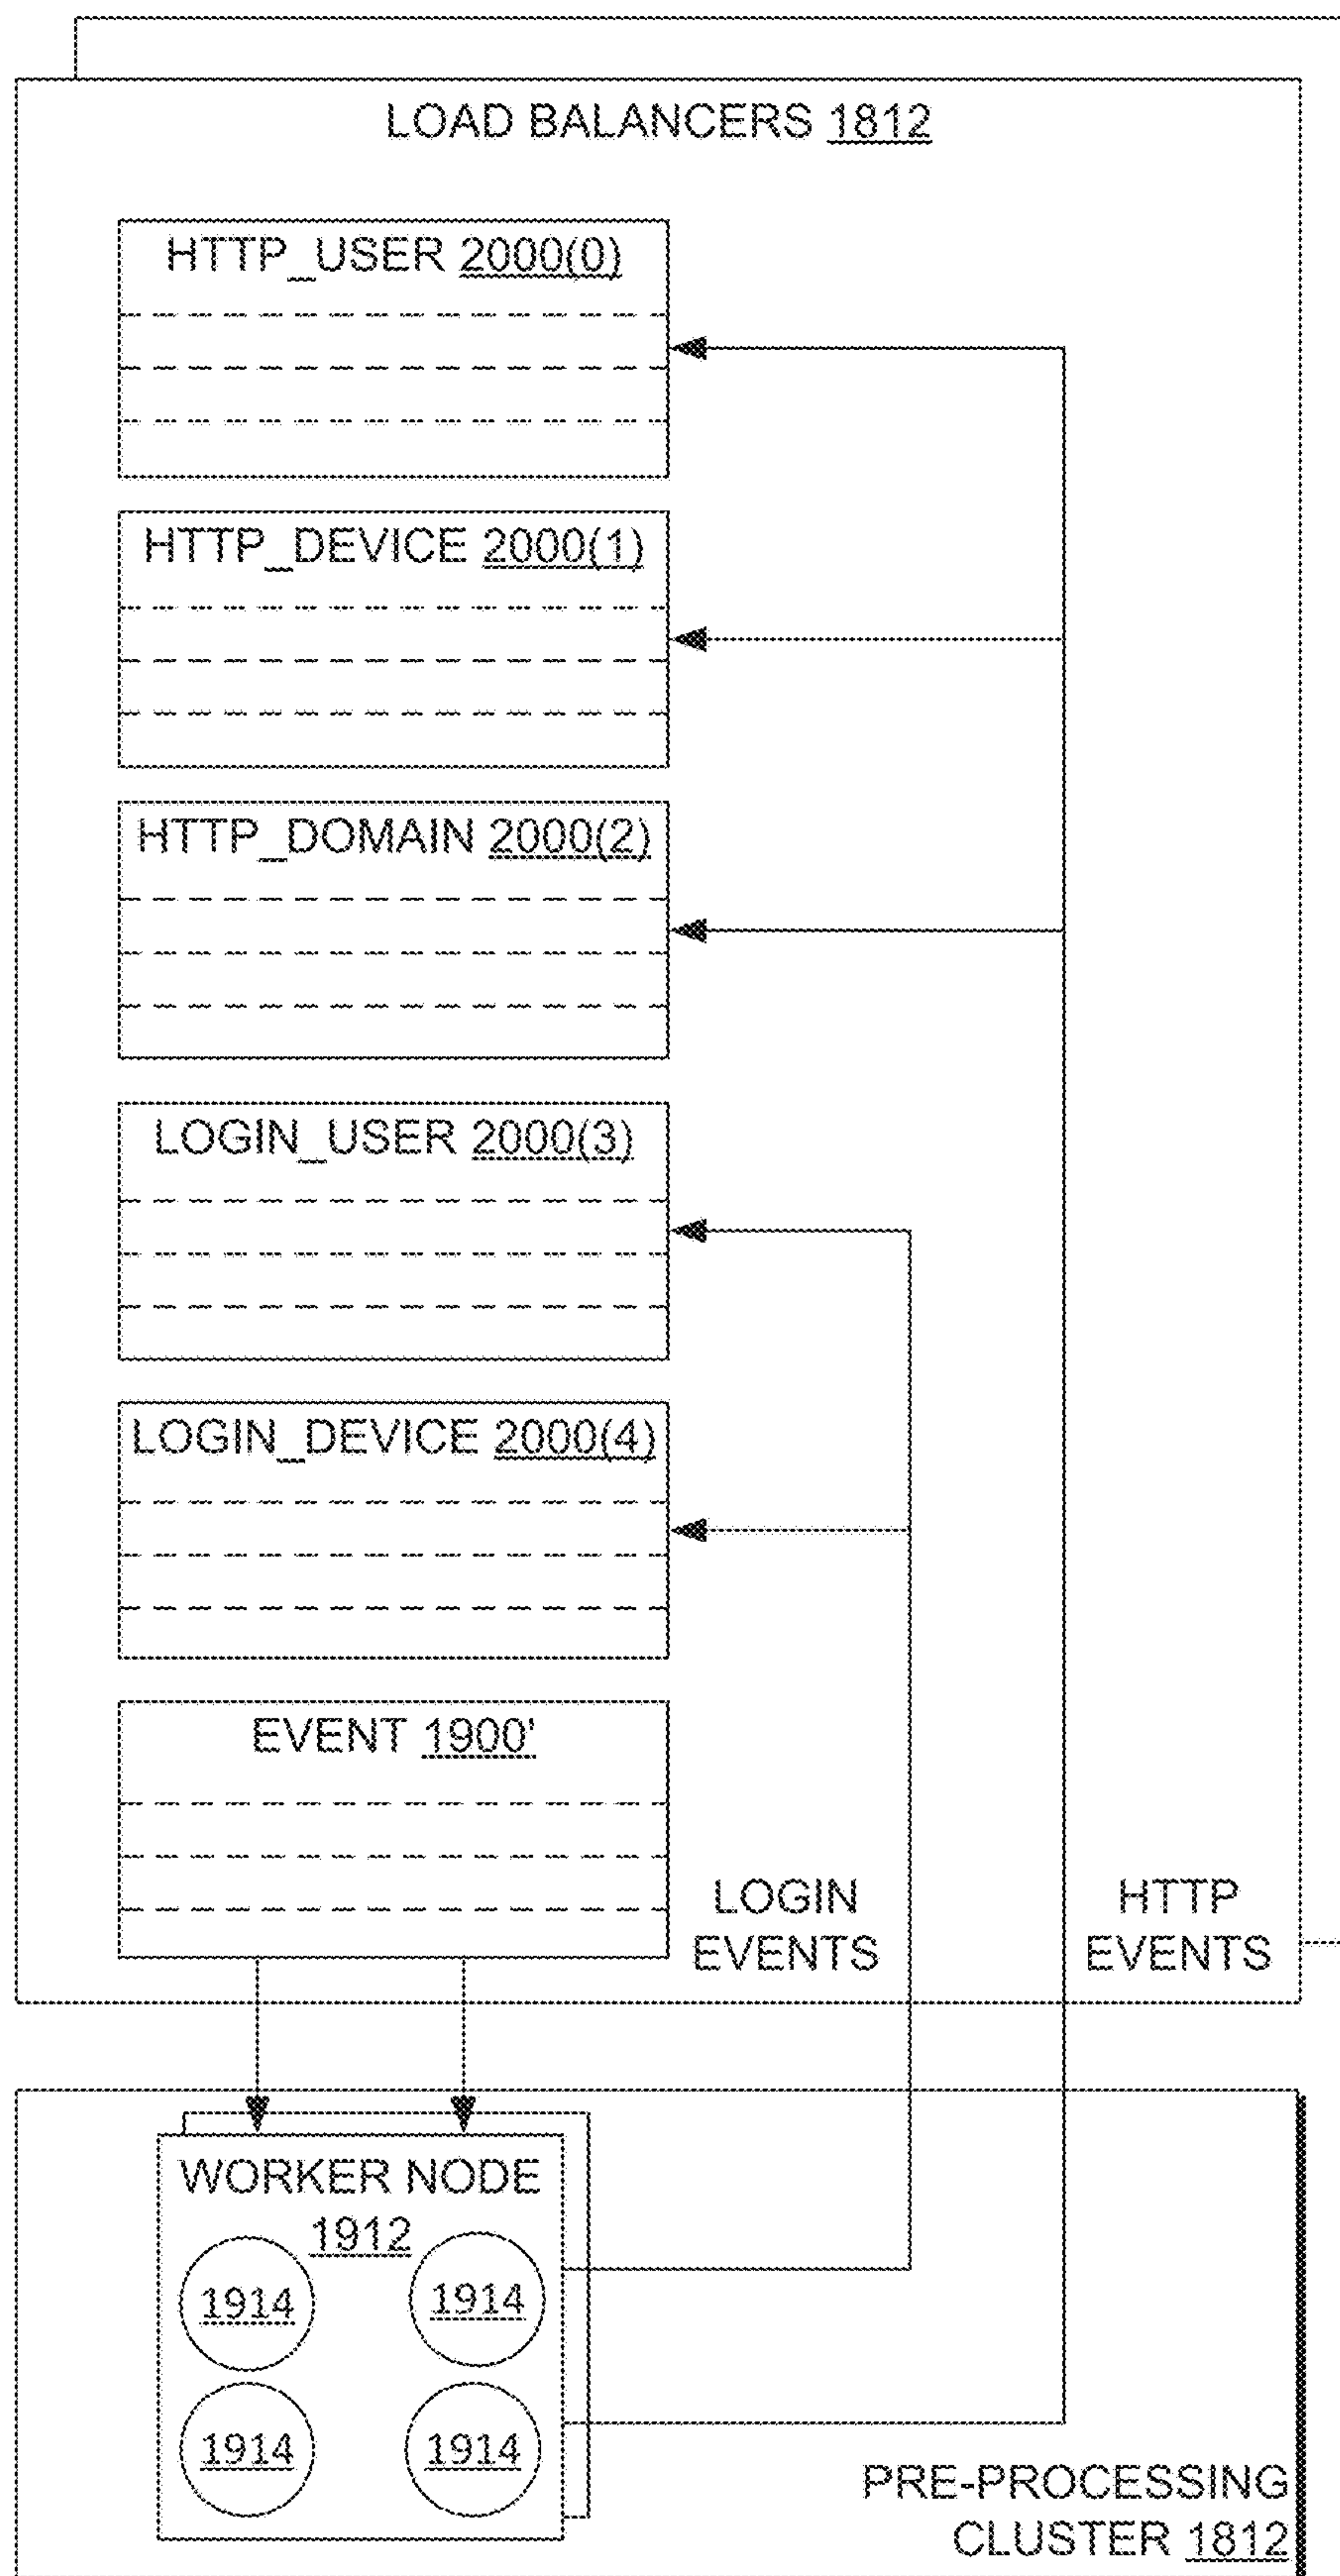 LOAD BALANCERS 1812
HTTP_USER 2000(0)
HTTP_DEVICE 2000(1)
HTTP_DOMAIN 2000(2)
LOGIN_USER 2000(3)
LOGIN_DEVICE 2000(4)
EVENT 1900'
LOGIN
EVENTS
HTTP
EVENTS
WORKER NODE
1912
1914
1914
1914
1914
PRE-PROCESSING
CLUSTER 1812